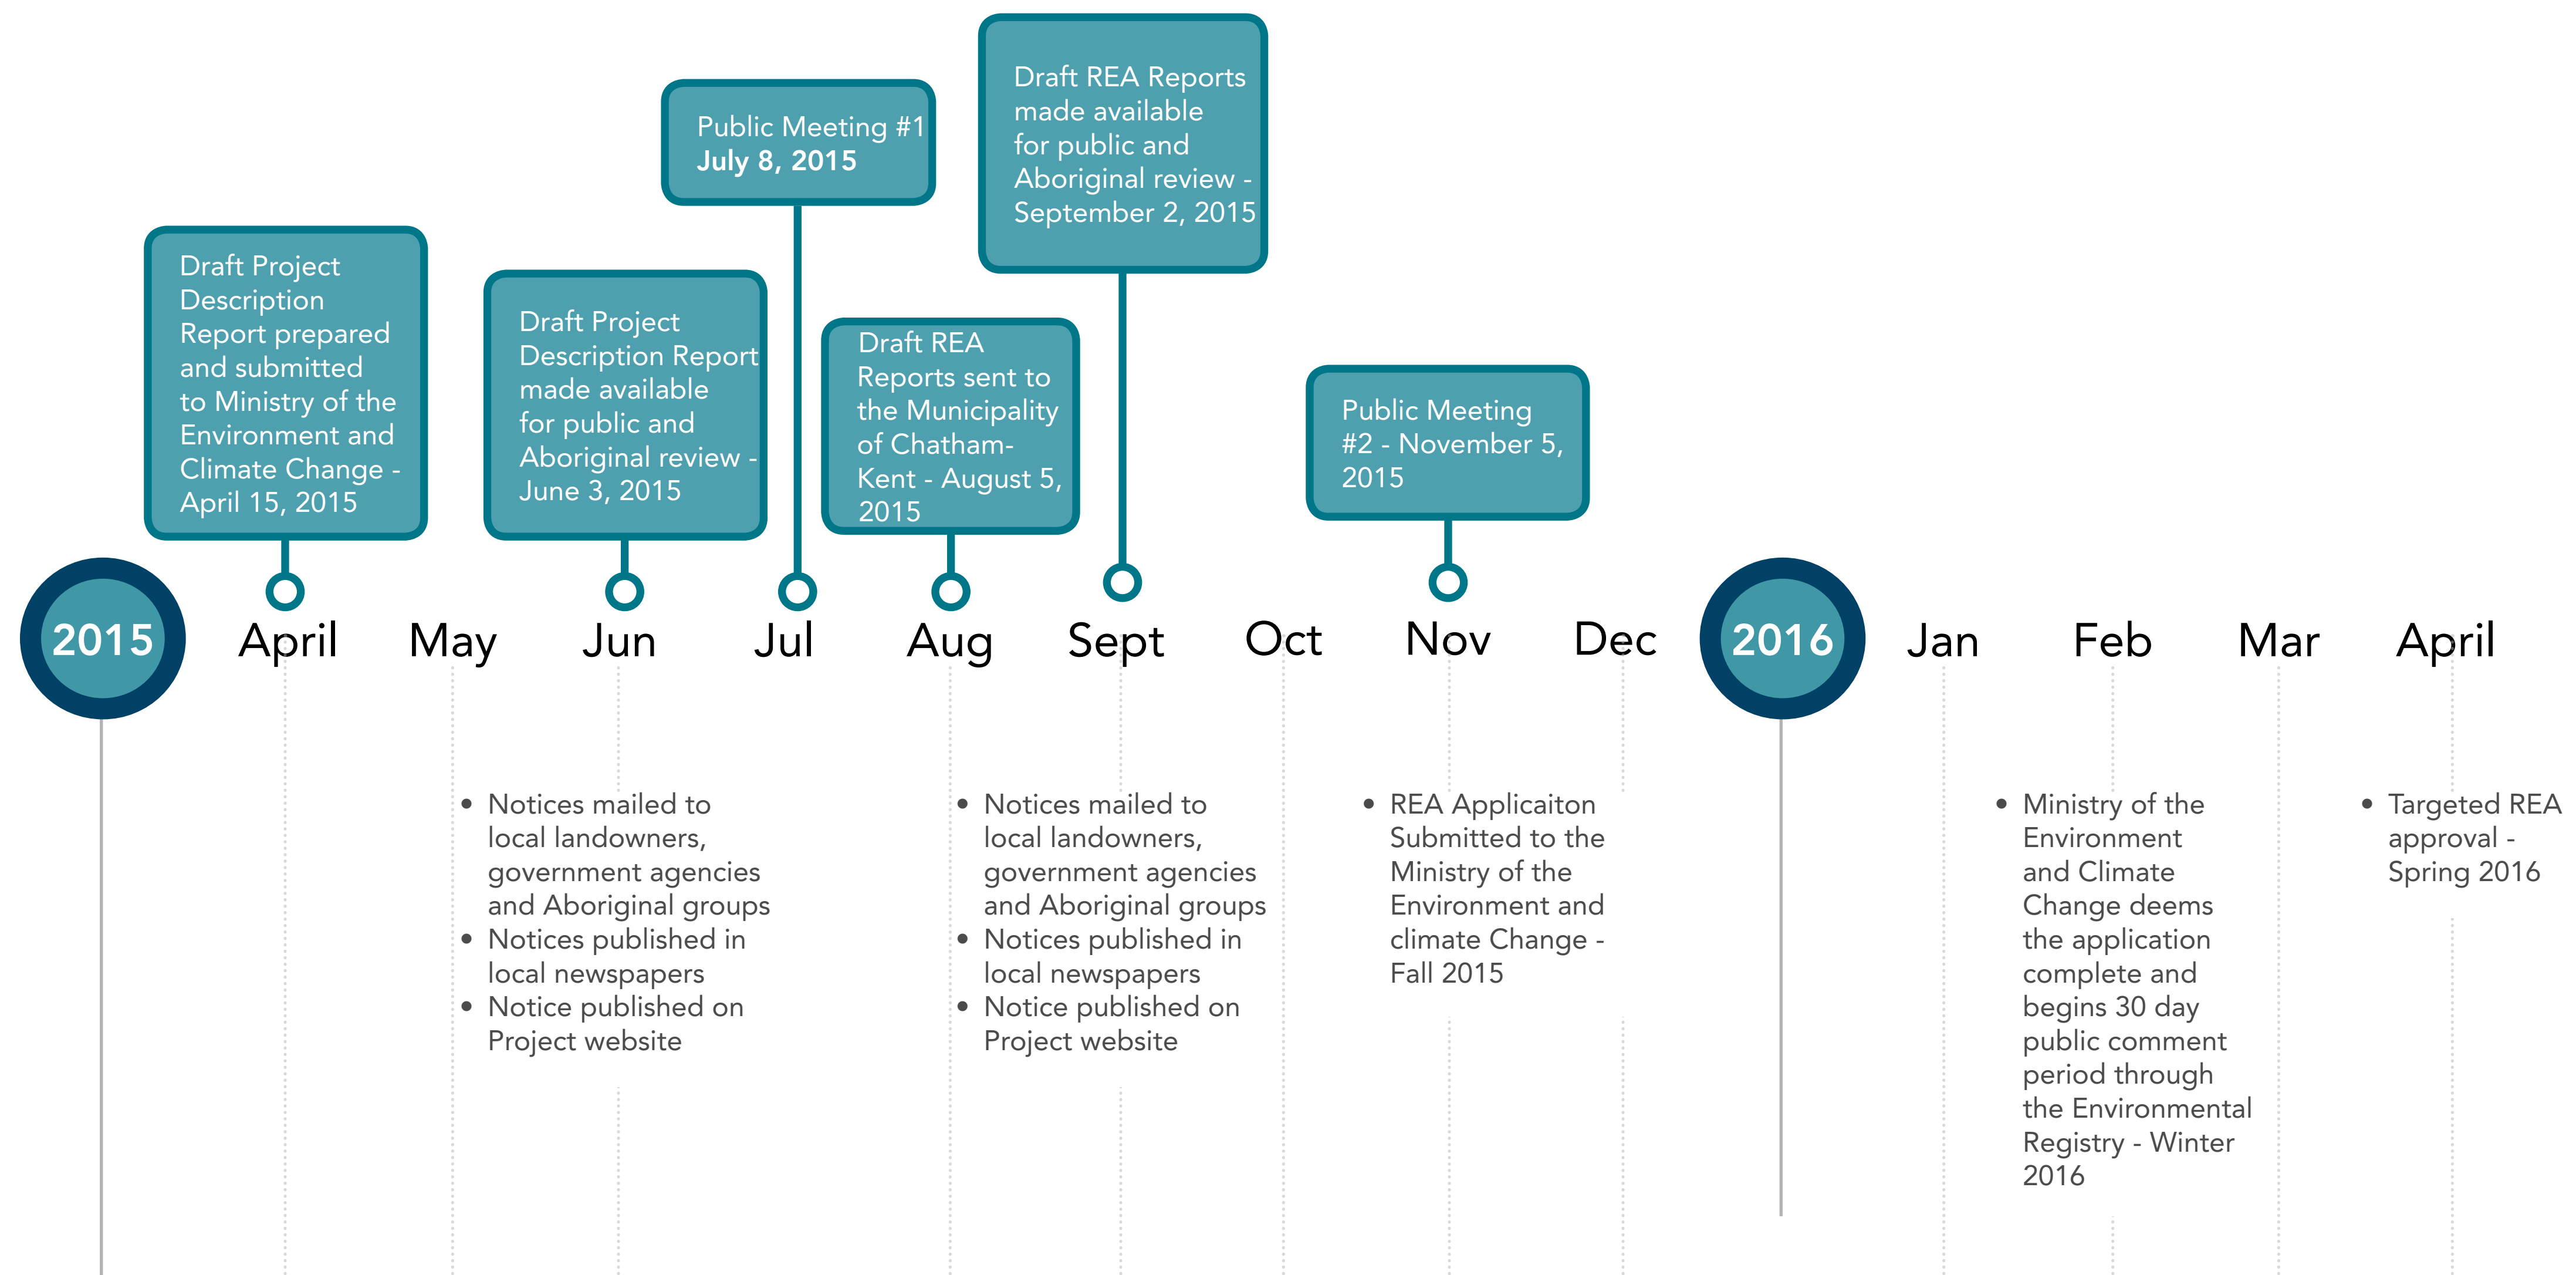 Draft REA Reports
made available
for public and
Aboriginal review -
September 2, 2015
Public Meeting #1
July 8, 2015
Draft Project
Description
Report prepared
and submitted
to Ministry of the
Environment and
Climate Change -
April 15, 2015
Draft Project
Description Report
made available
for public and
Aboriginal review -
June 3, 2015
Draft REA
Reports sent to
the Municipality
of Chatham-
Kent - August 5,
2015
Public Meeting
#2 - November 5,
2015
2015
April
May
Jun
Jul
Aug
Sept
Oct
Nov
Dec
2016
Jan
Feb
Mar
April
• Notices mailed to
local landowners,
government agencies
and Aboriginal groups
• Notices published in
local newspapers
• Notice published on
Project website
• Notices mailed to
local landowners,
government agencies
and Aboriginal groups
• Notices published in
local newspapers
• Notice published on
Project website
• REA Applicaiton
Submitted to the
Ministry of the
Environment and
climate Change -
Fall 2015
• Ministry of the
Environment
and Climate
Change deems
the application
complete and
begins 30 day
public comment
period through
the Environmental
Registry - Winter
2016
• Targeted REA
approval -
Spring 2016